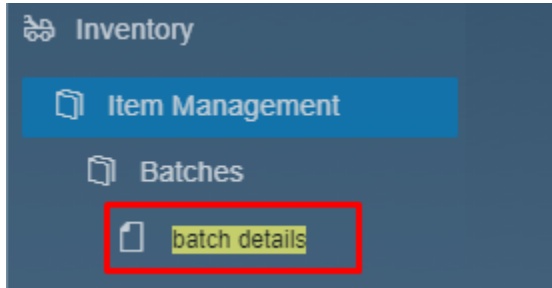 Inventory
Item Management
Batches
batch details